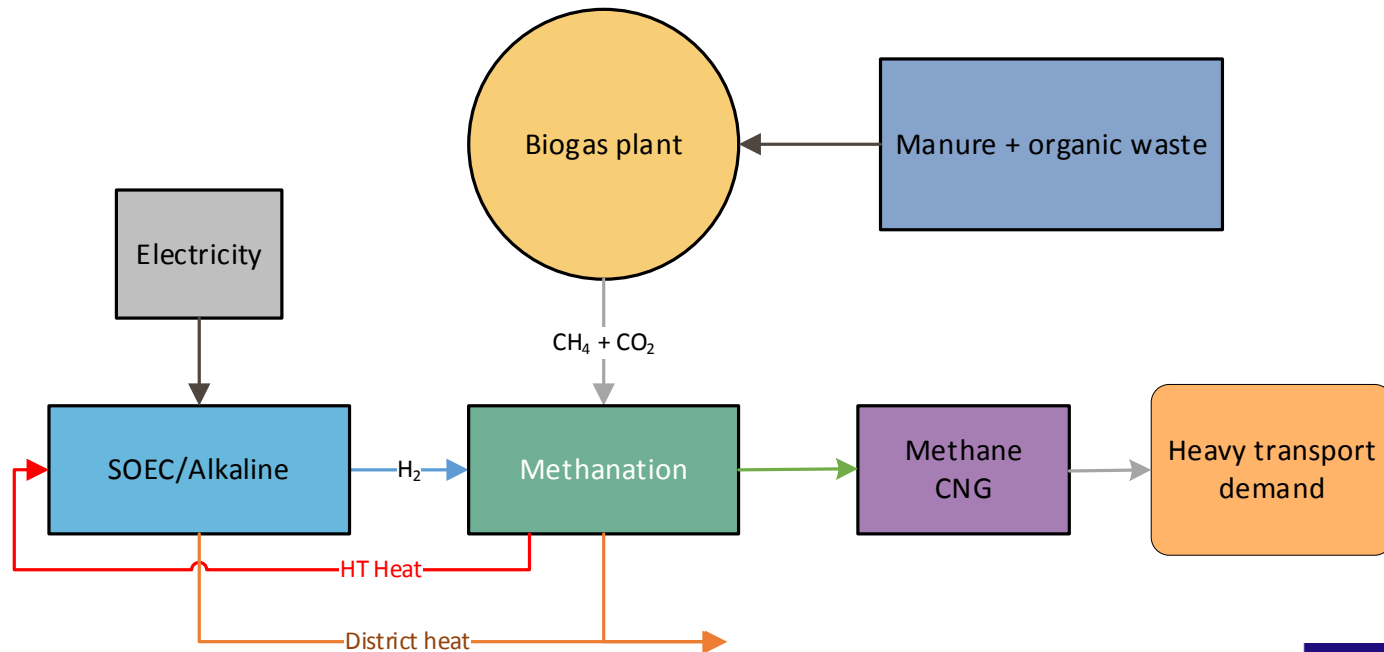 Biogas plant
Manure + organic waste
Electricity
CH₄ + CO₂
SOEC/Alkaline
H₂
Methanation
Methane
CNG
Heavy transport
demand
HT Heat
District heat